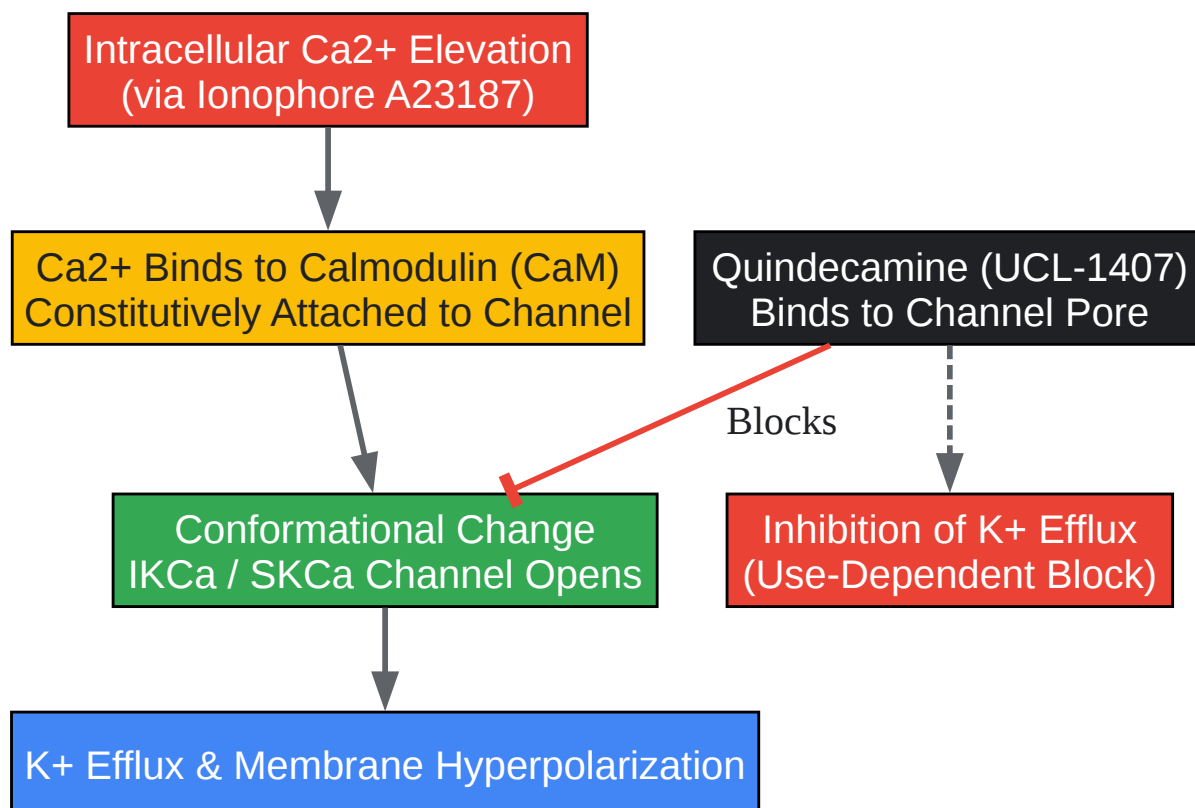 Intracellular Ca2+ Elevation
(via Ionophore A23187)
Ca2+ Binds to Calmodulin (CaM)
Constitutively Attached to Channel
Quindecamine (UCL-1407)
Binds to Channel Pore
Blocks
Conformational Change
IKCa / SKCa Channel Opens
Inhibition of K+ Efflux
(Use-Dependent Block)
K+ Efflux & Membrane Hyperpolarization